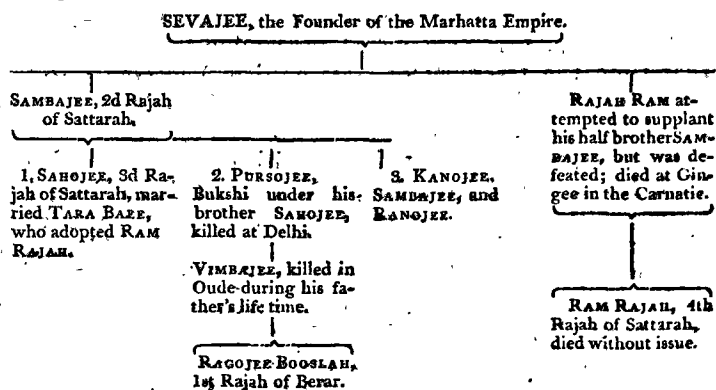 SEVAJEE, the Founder of the Marhatta Empire.
SAMBAJEE, 2d Rajah
of Sattarah.
1. SAHOJEE, 3d Ra-
jah of Sattarah, mar-
ried TARA BAEE,
who adopted RAM
RAJAH.
2. PURSOJEE,
Bukshi under his
brother SAHOJEE,
killed at Delhi.
VIMBAJEE, killed in
Oude during his fa-
ther's life time.
RAGOJEE BOOSLAH,
1st Rajah of Berar.
3. KANOJEE,
SAMBAJEE, and
RANOJEE.
RAJAH RAM at-
tempted to supplant
his half brother SAM-
BAJEE, but was de-
feated; died at Gin-
gee in the Carnatic.
RAM RAJAH, 4th
Rajah of Sattarah,
died without issue.